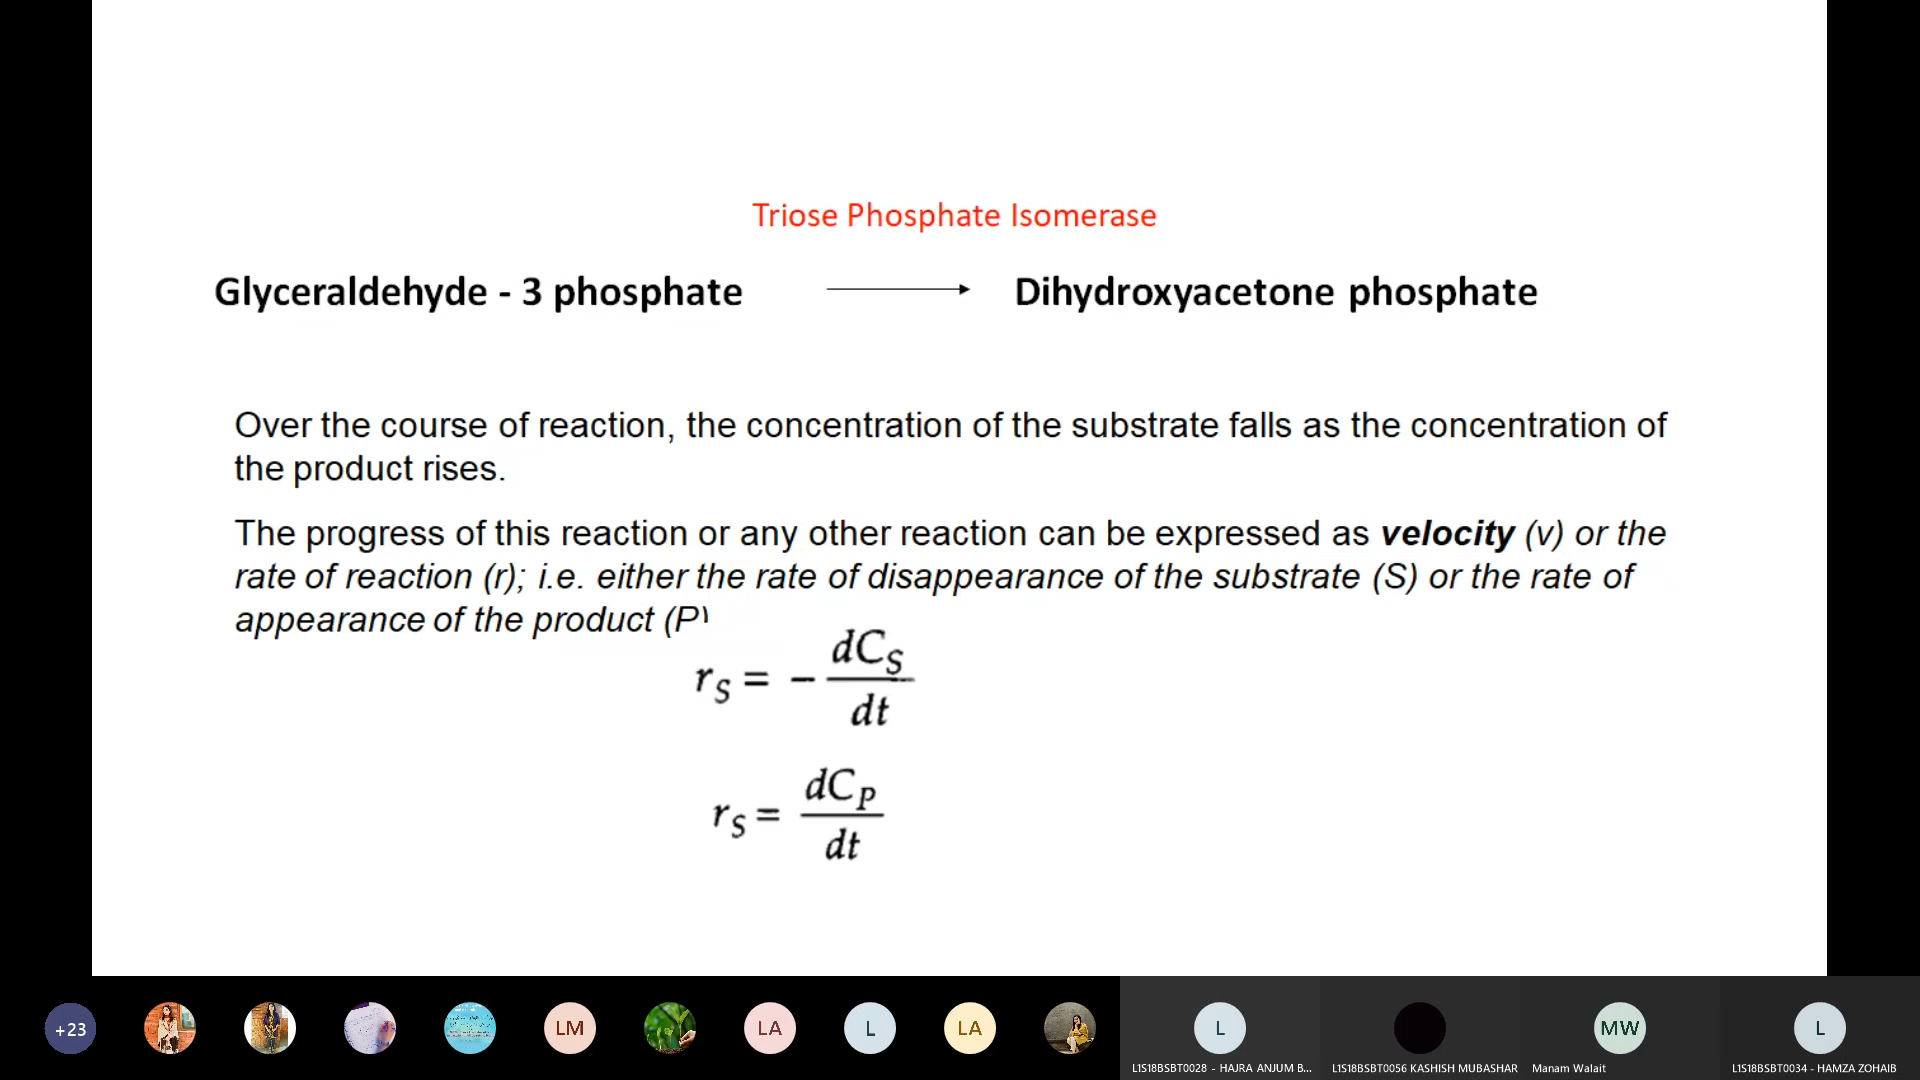 Triose Phosphate Isomerase
Glyceraldehyde - 3 phosphate Dihydroxyacetone phosphate
Over the course of reaction, the concentration of the substrate falls as the concentration of
the product rises.
The progress of this reaction or any other reaction can be expressed as velocity (v) or the
rate of reaction (r); i.e. either the rate of disappearance of the substrate (S) or the rate of
appearance of the product (P)
r_S = - dC_S
dt
r_S = dC_P
dt
+23 LM LA L LA L MW L
L1S18BSBT0028 - HAJRA ANJUM B... L1S18BSBT0056 KASHISH MUBASHAR Manam Walait L1S18BSBT0034 - HAMZA ZOHAIB